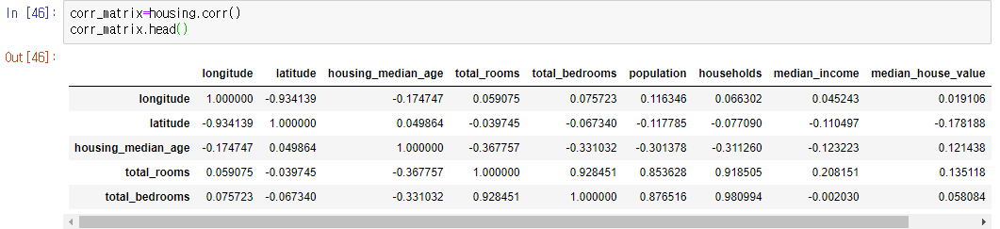 In [46]: corr_matrix=housing.corr()
corr_matrix.head()
Out[46]:
longitude latitude housing_median_age total_rooms total_bedrooms population households median_income median_house_value
longitude 1.000000 -0.934139 -0.174747 0.059075 0.075723 0.116346 0.066302 0.045243 0.019106
latitude -0.934139 1.000000 0.049864 -0.039745 -0.067340 -0.117785 -0.077090 -0.110497 -0.178188
housing_median_age -0.174747 0.049864 1.000000 -0.367757 -0.331032 -0.301378 -0.311260 -0.123223 0.121438
total_rooms 0.059075 -0.039745 -0.367757 1.000000 0.928451 0.853628 0.918505 0.208151 0.135118
total_bedrooms 0.075723 -0.067340 -0.331032 0.928451 1.000000 0.876516 0.980994 -0.002030 0.058084